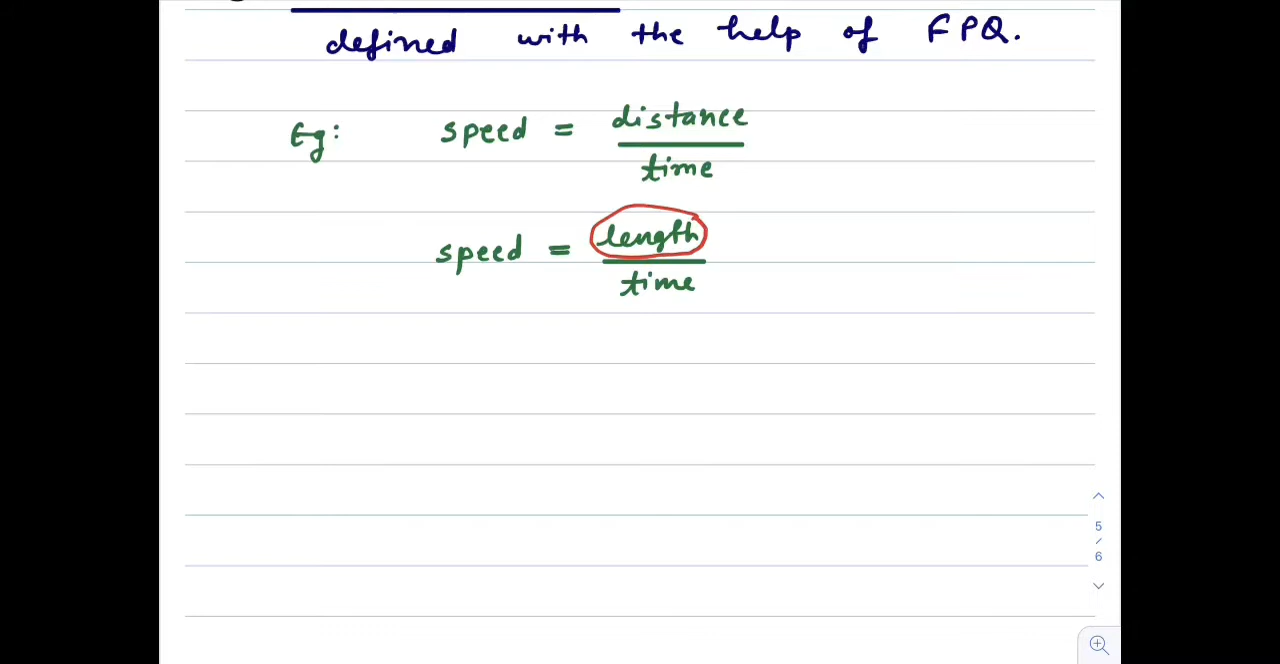 defined with the help of FPQ.
Eg: speed = distance / time
speed = length / time
5 / 6